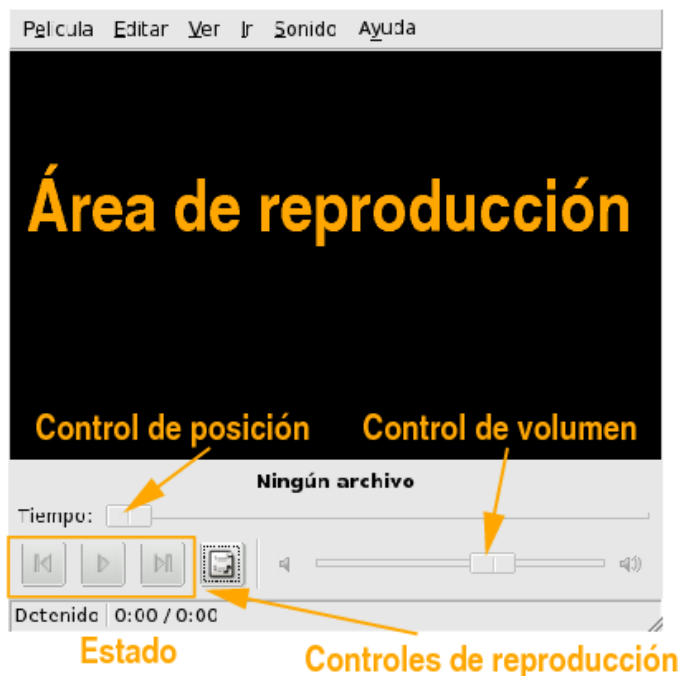 Película Editar Ver Ir Sonido Ayuda
Área de reproducción
Control de posición Control de volumen
Ningún archivo
Tiempo:
Detenido 0:00 / 0:00
Estado
Controles de reproducción